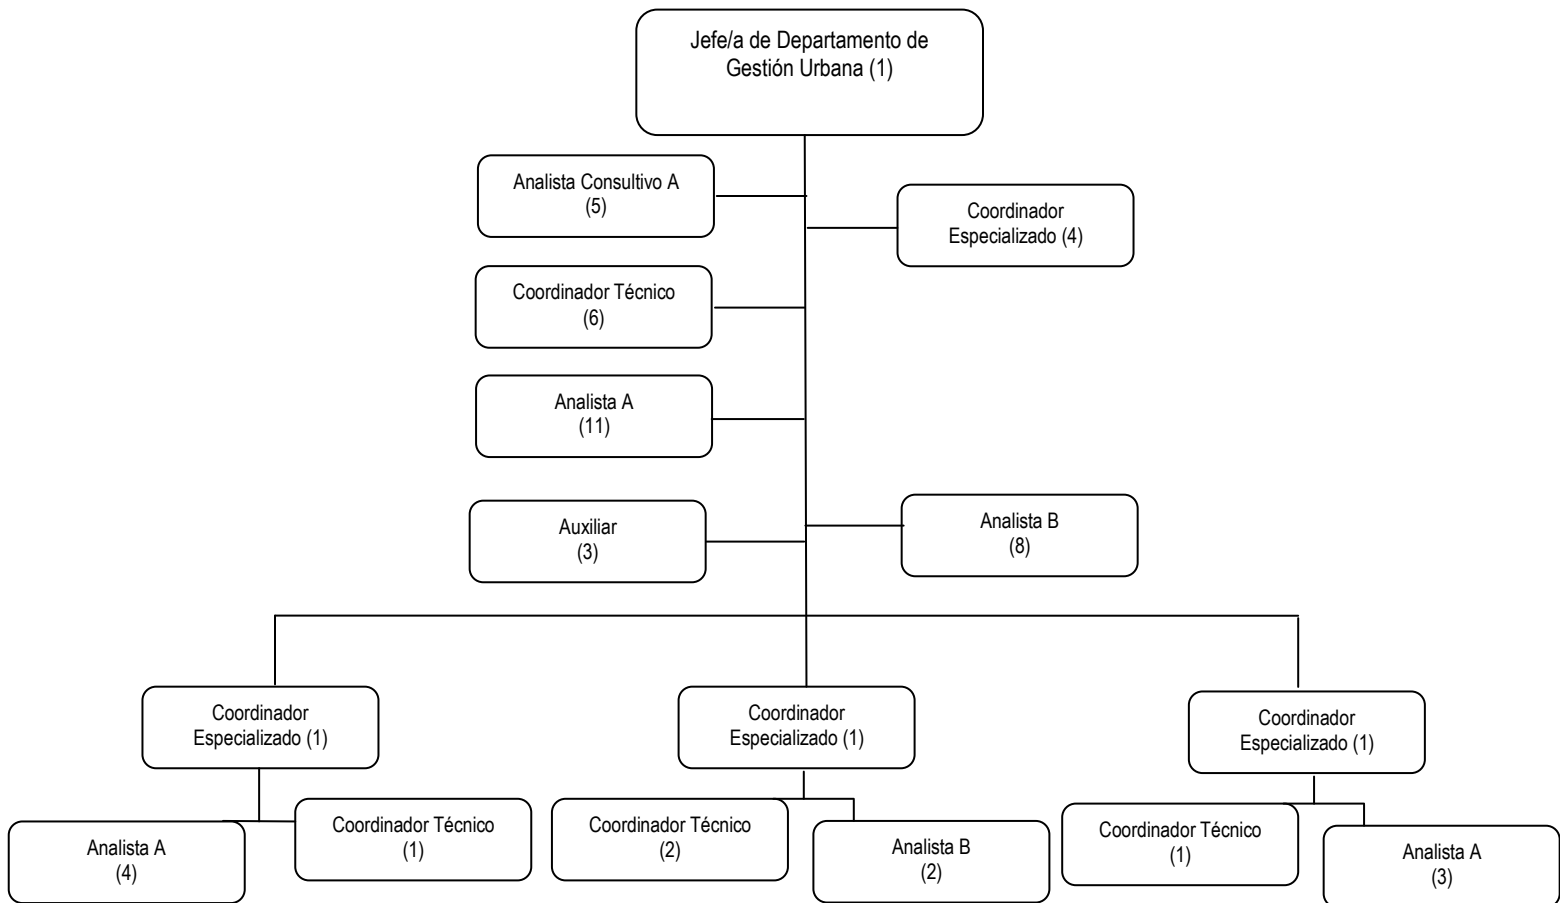 Jefe/a de Departamento de
Gestión Urbana (1)
Analista Consultivo A
(5)
Coordinador
Especializado (4)
Coordinador Técnico
(6)
Analista A
(11)
Auxiliar
(3)
Analista B
(8)
Coordinador
Especializado (1)
Coordinador
Especializado (1)
Coordinador
Especializado (1)
Analista A
(4)
Coordinador Técnico
(1)
Coordinador Técnico
(2)
Analista B
(2)
Coordinador Técnico
(1)
Analista A
(3)